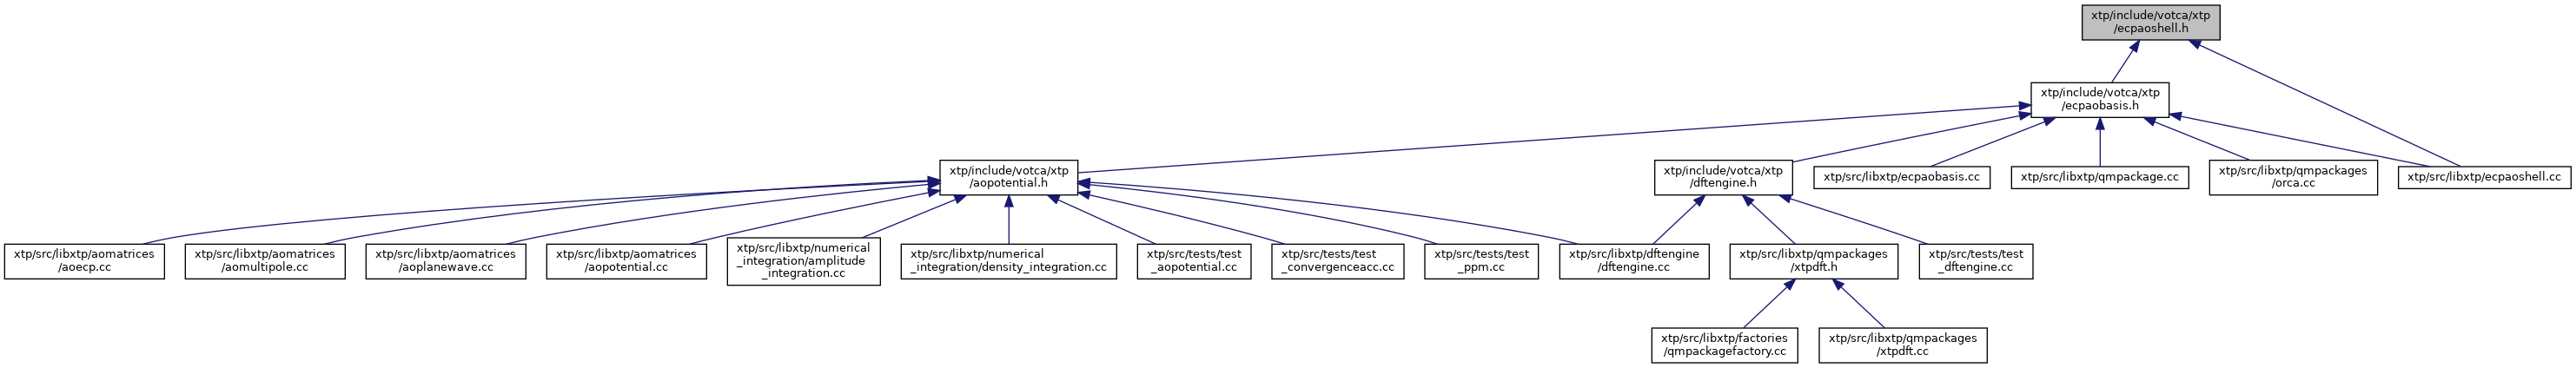 xtp/include/votca/xtp
/ecpaoshell.h
xtp/include/votca/xtp
/ecpaobasis.h
xtp/include/votca/xtp
/aopotential.h
xtp/include/votca/xtp
/dftengine.h
xtp/src/libxtp/ecpaobasis.cc
xtp/src/libxtp/qmpackage.cc
xtp/src/libxtp/qmpackages
/orca.cc
xtp/src/libxtp/ecpaoshell.cc
xtp/src/libxtp/aomatrices
/aoecp.cc
xtp/src/libxtp/aomatrices
/aomultipole.cc
xtp/src/libxtp/aomatrices
/aoplanewave.cc
xtp/src/libxtp/aomatrices
/aopotential.cc
xtp/src/libxtp/numerical
_integration/amplitude
_integration.cc
xtp/src/libxtp/numerical
_integration/density_integration.cc
xtp/src/tests/test
_aopotential.cc
xtp/src/tests/test
_convergenceacc.cc
xtp/src/tests/test
_ppm.cc
xtp/src/libxtp/dftengine
/dftengine.cc
xtp/src/libxtp/qmpackages
/xtpdft.h
xtp/src/tests/test
_dftengine.cc
xtp/src/libxtp/factories
/qmpackagefactory.cc
xtp/src/libxtp/qmpackages
/xtpdft.cc